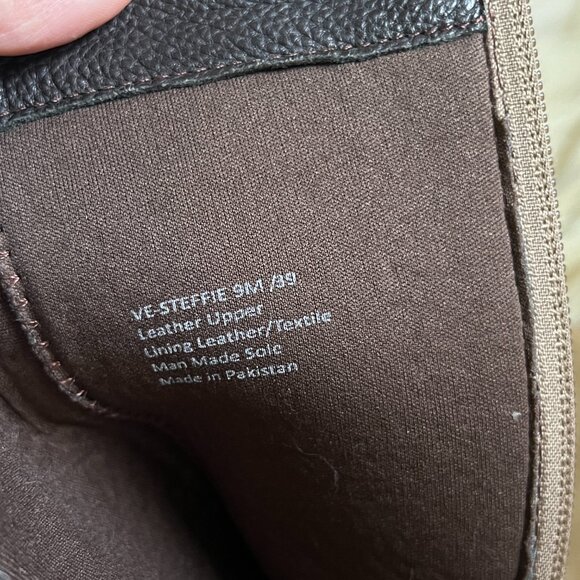 VE-STEFFIE 9M /39
Leather Upper
Lining Leather/Textile
Man Made Sole
Made in Pakistan